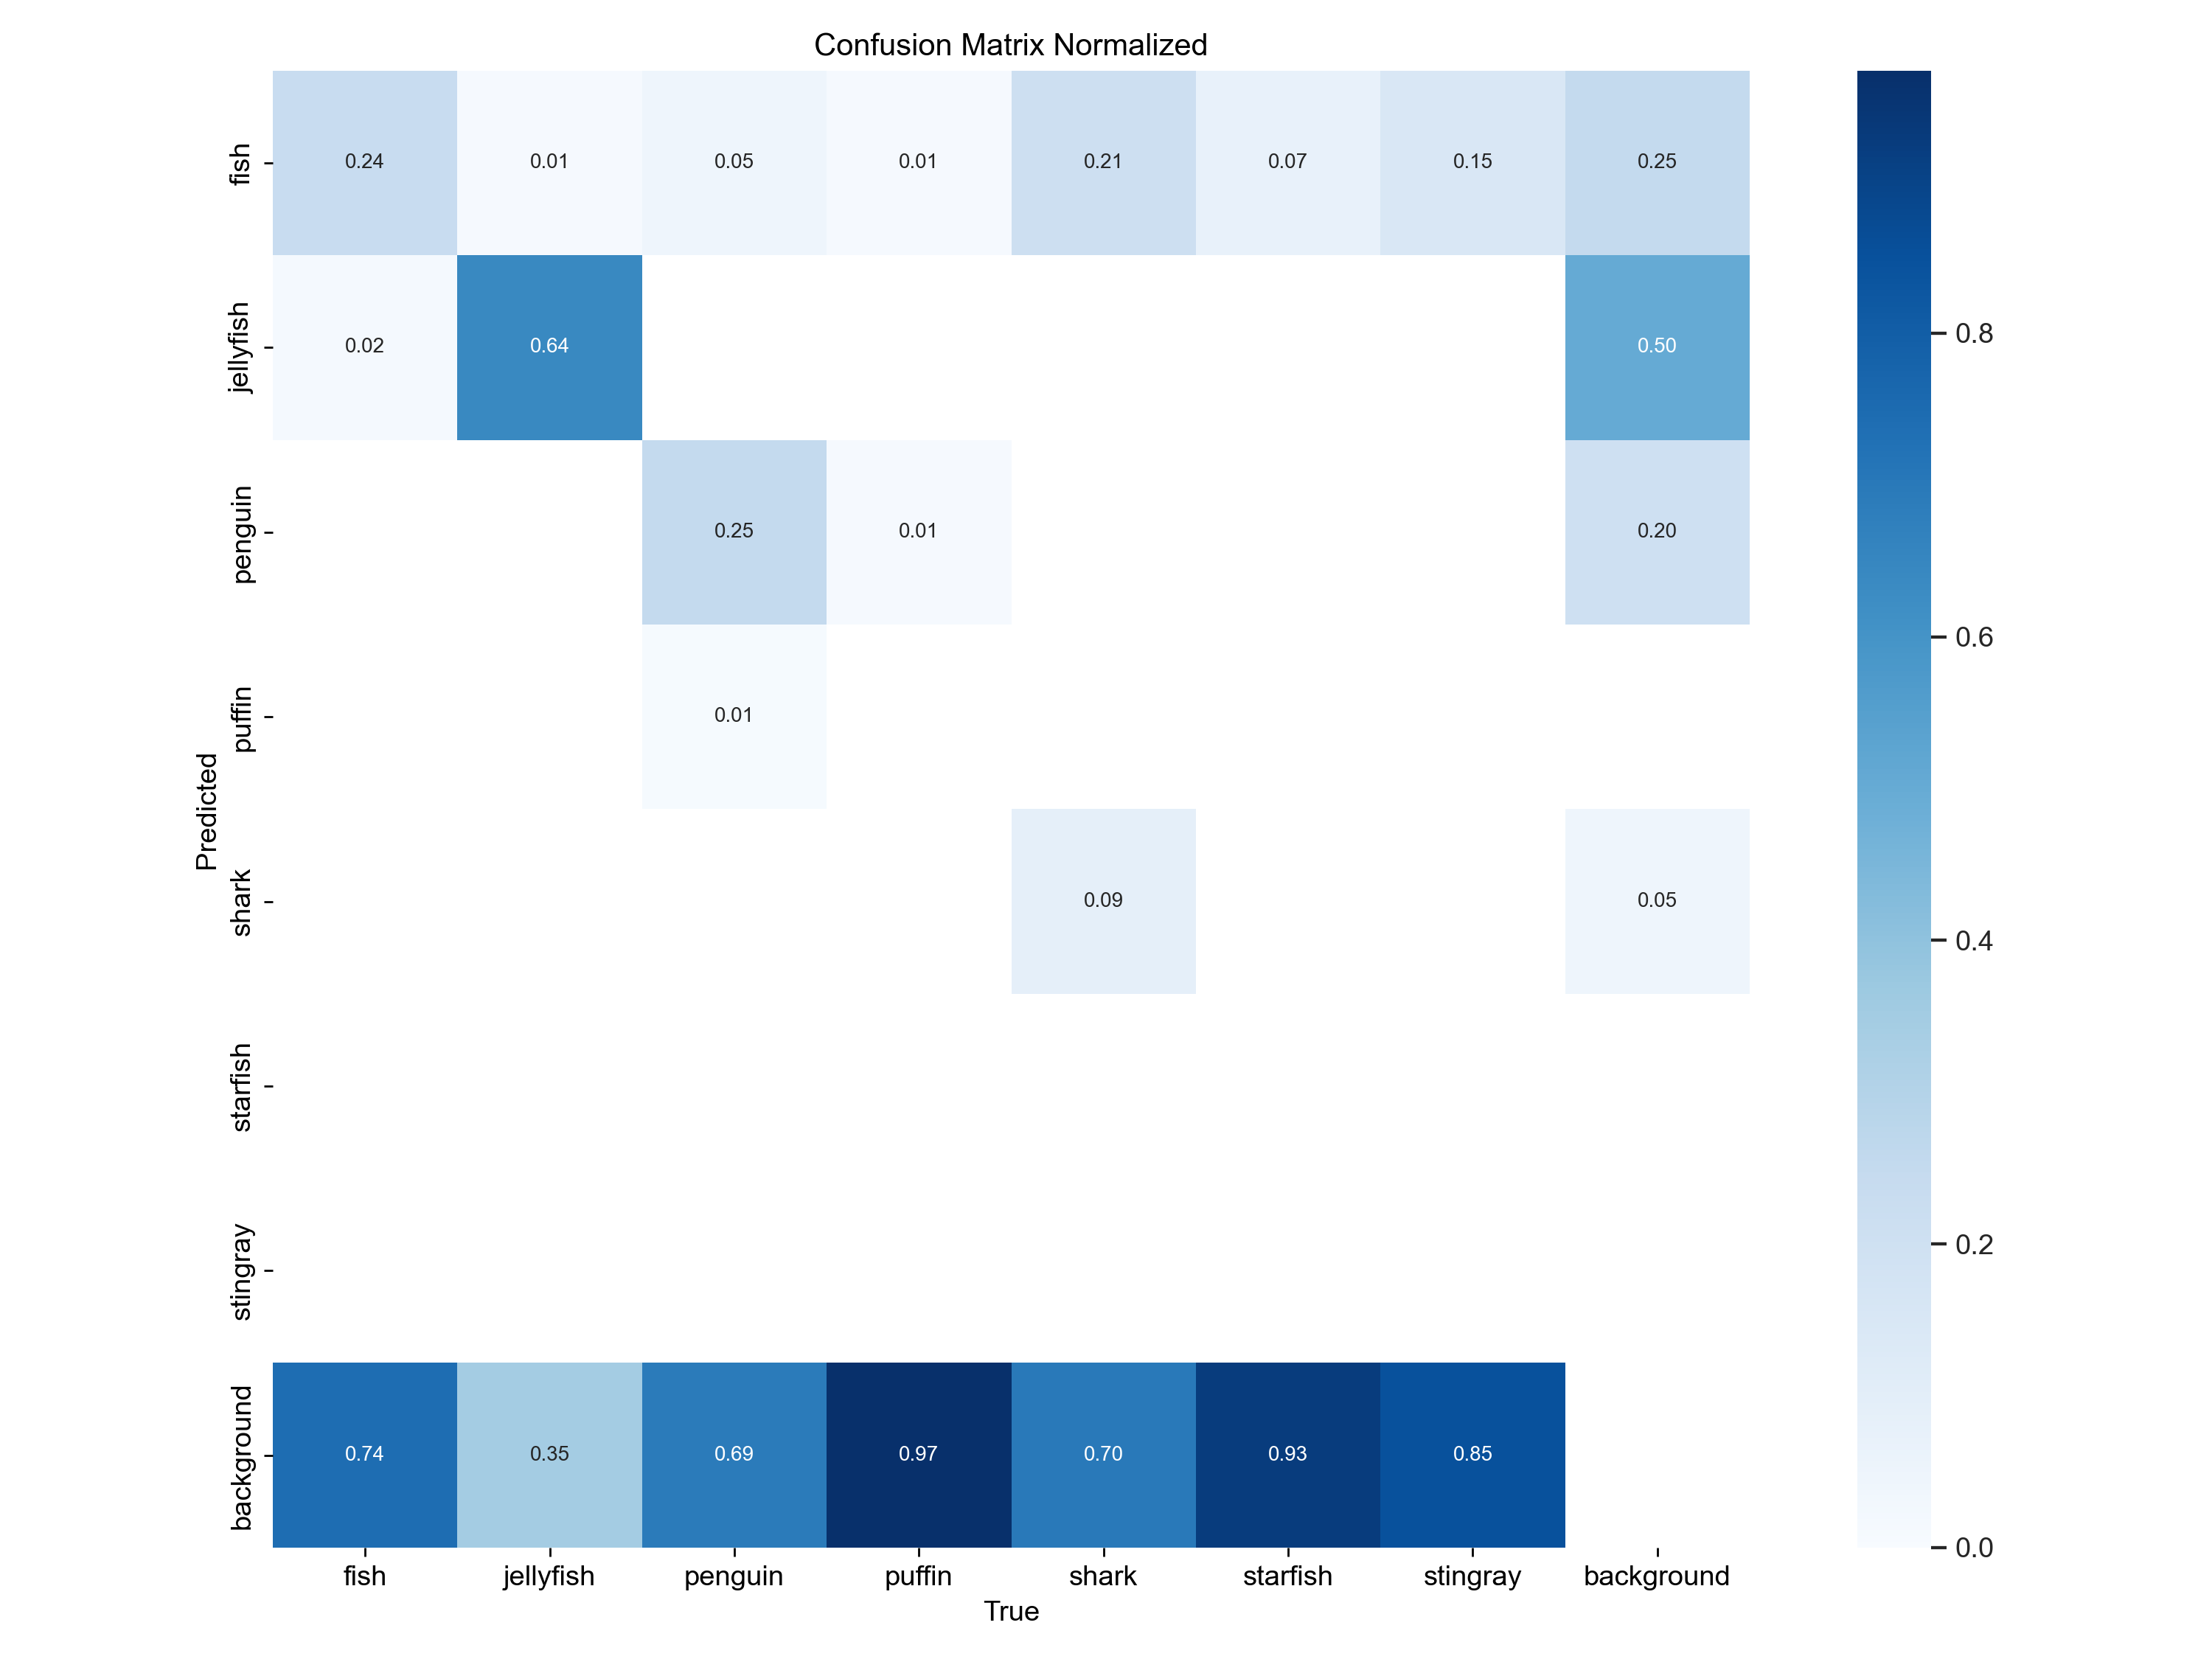 Confusion Matrix Normalized
fish
0.24 0.01 0.05 0.01 0.21 0.07 0.15 0.25
jellyfish
0.02 0.64 0.50
penguin
0.25 0.01 0.20
puffin
0.01
shark
0.09 0.05
starfish
stingray
background
0.74 0.35 0.69 0.97 0.70 0.93 0.85
Predicted
fish jellyfish penguin puffin shark starfish stingray background
True
0.8
0.6
0.4
0.2
0.0